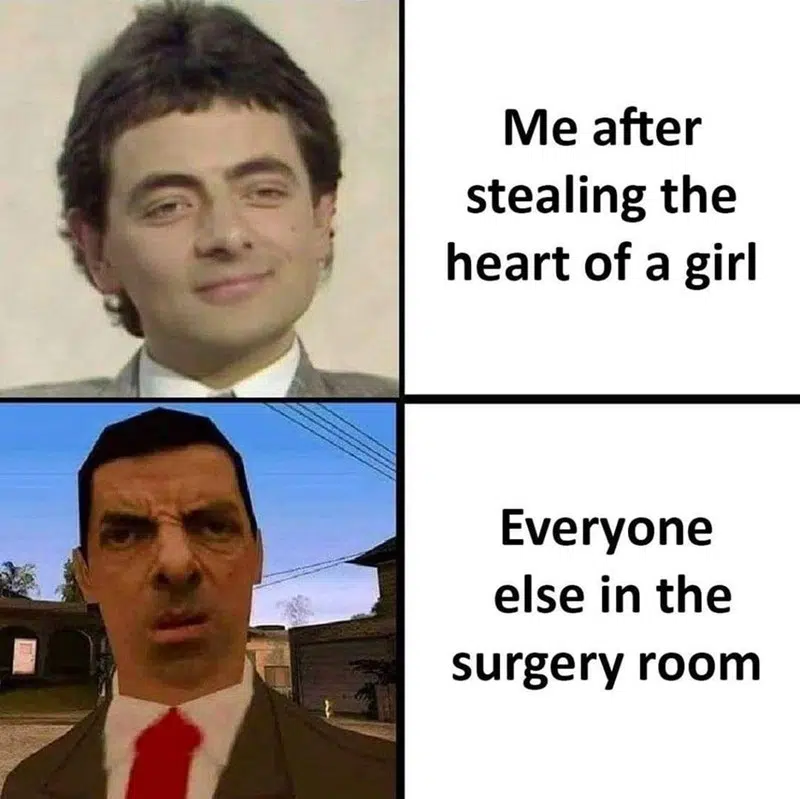 Me after
stealing the
heart of a girl
Everyone
else in the
surgery room